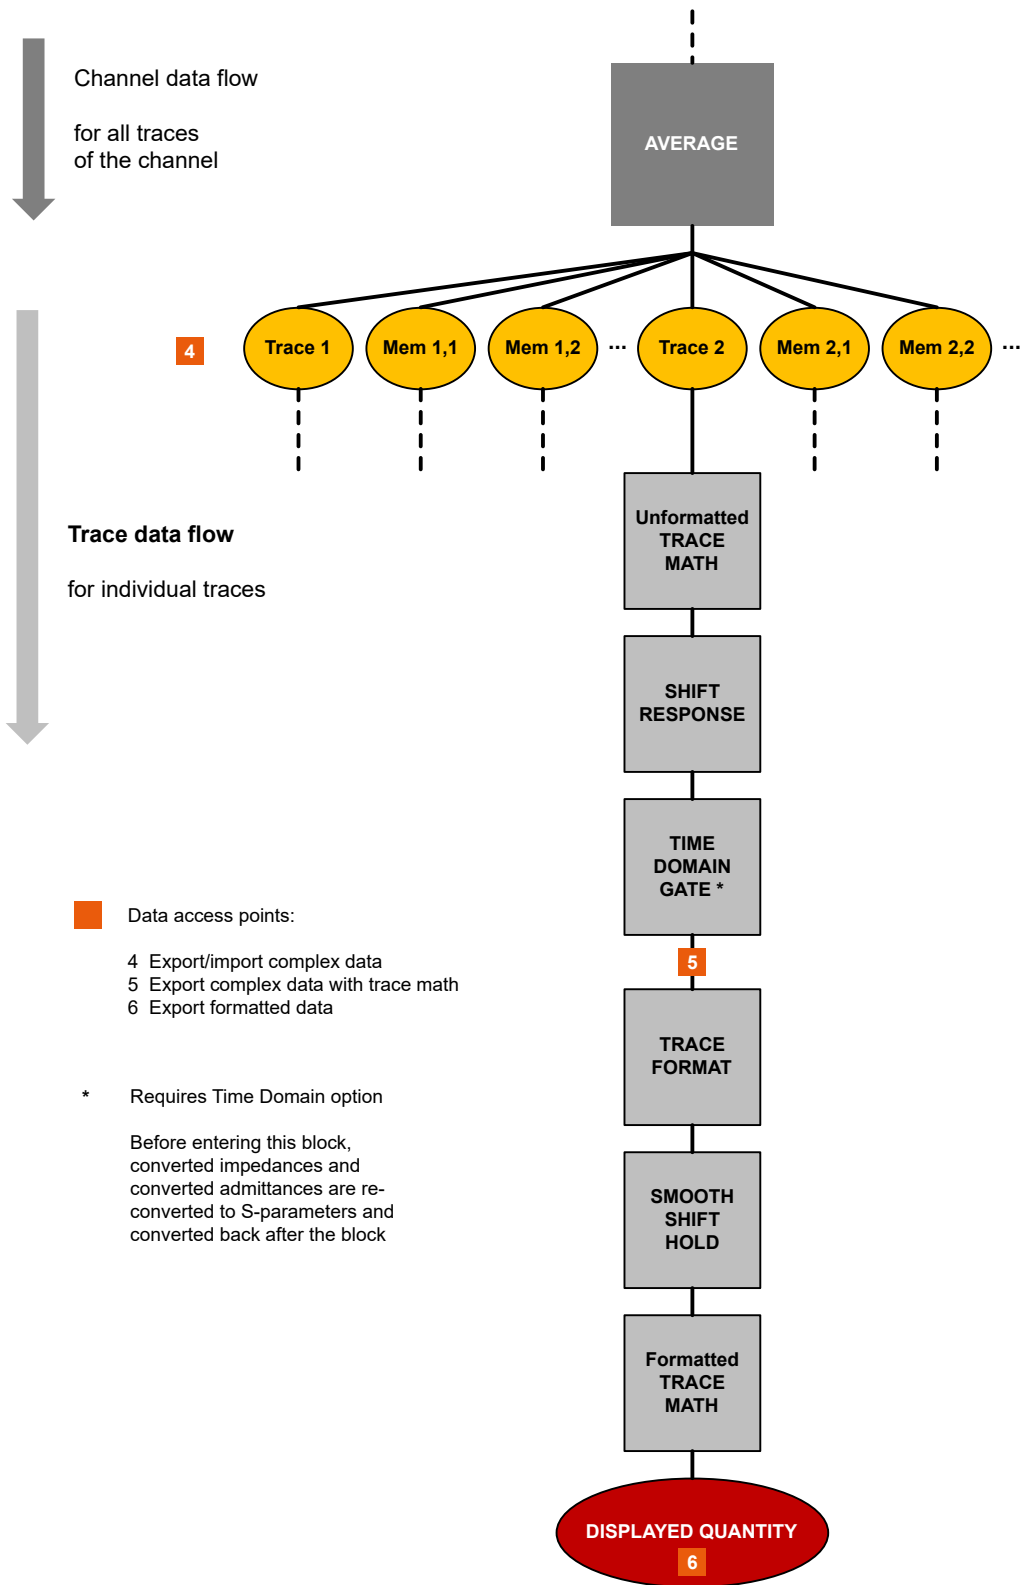 Channel data flow
for all traces
of the channel
AVERAGE
4
Trace 1
Mem 1,1
Mem 1,2
...
Trace 2
Mem 2,1
Mem 2,2
...
Trace data flow
for individual traces
Unformatted
TRACE
MATH
SHIFT
RESPONSE
TIME
DOMAIN
GATE *
5
TRACE
FORMAT
SMOOTH
SHIFT
HOLD
Formatted
TRACE
MATH
DISPLAYED QUANTITY
6
Data access points:
4 Export/import complex data
5 Export complex data with trace math
6 Export formatted data
* Requires Time Domain option
Before entering this block,
converted impedances and
converted admittances are re-
converted to S-parameters and
converted back after the block